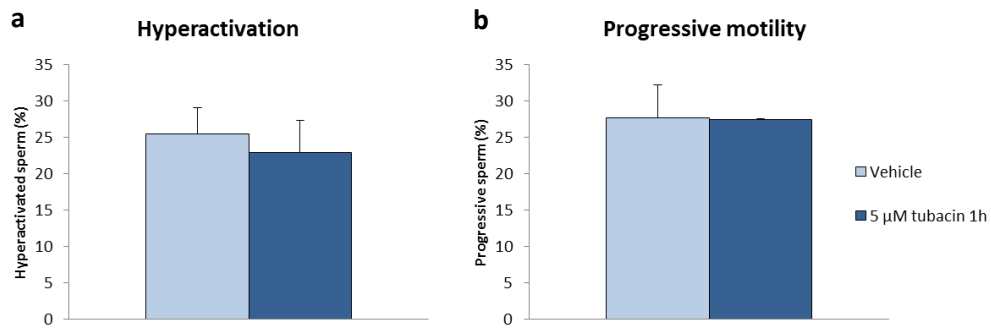 a
Hyperactivation
Hyperactivated sperm (%)
35
30
25
20
15
10
5
0
b
Progressive motility
Progressive sperm (%)
35
30
25
20
15
10
5
0
Vehicle
5 µM tubacin 1h